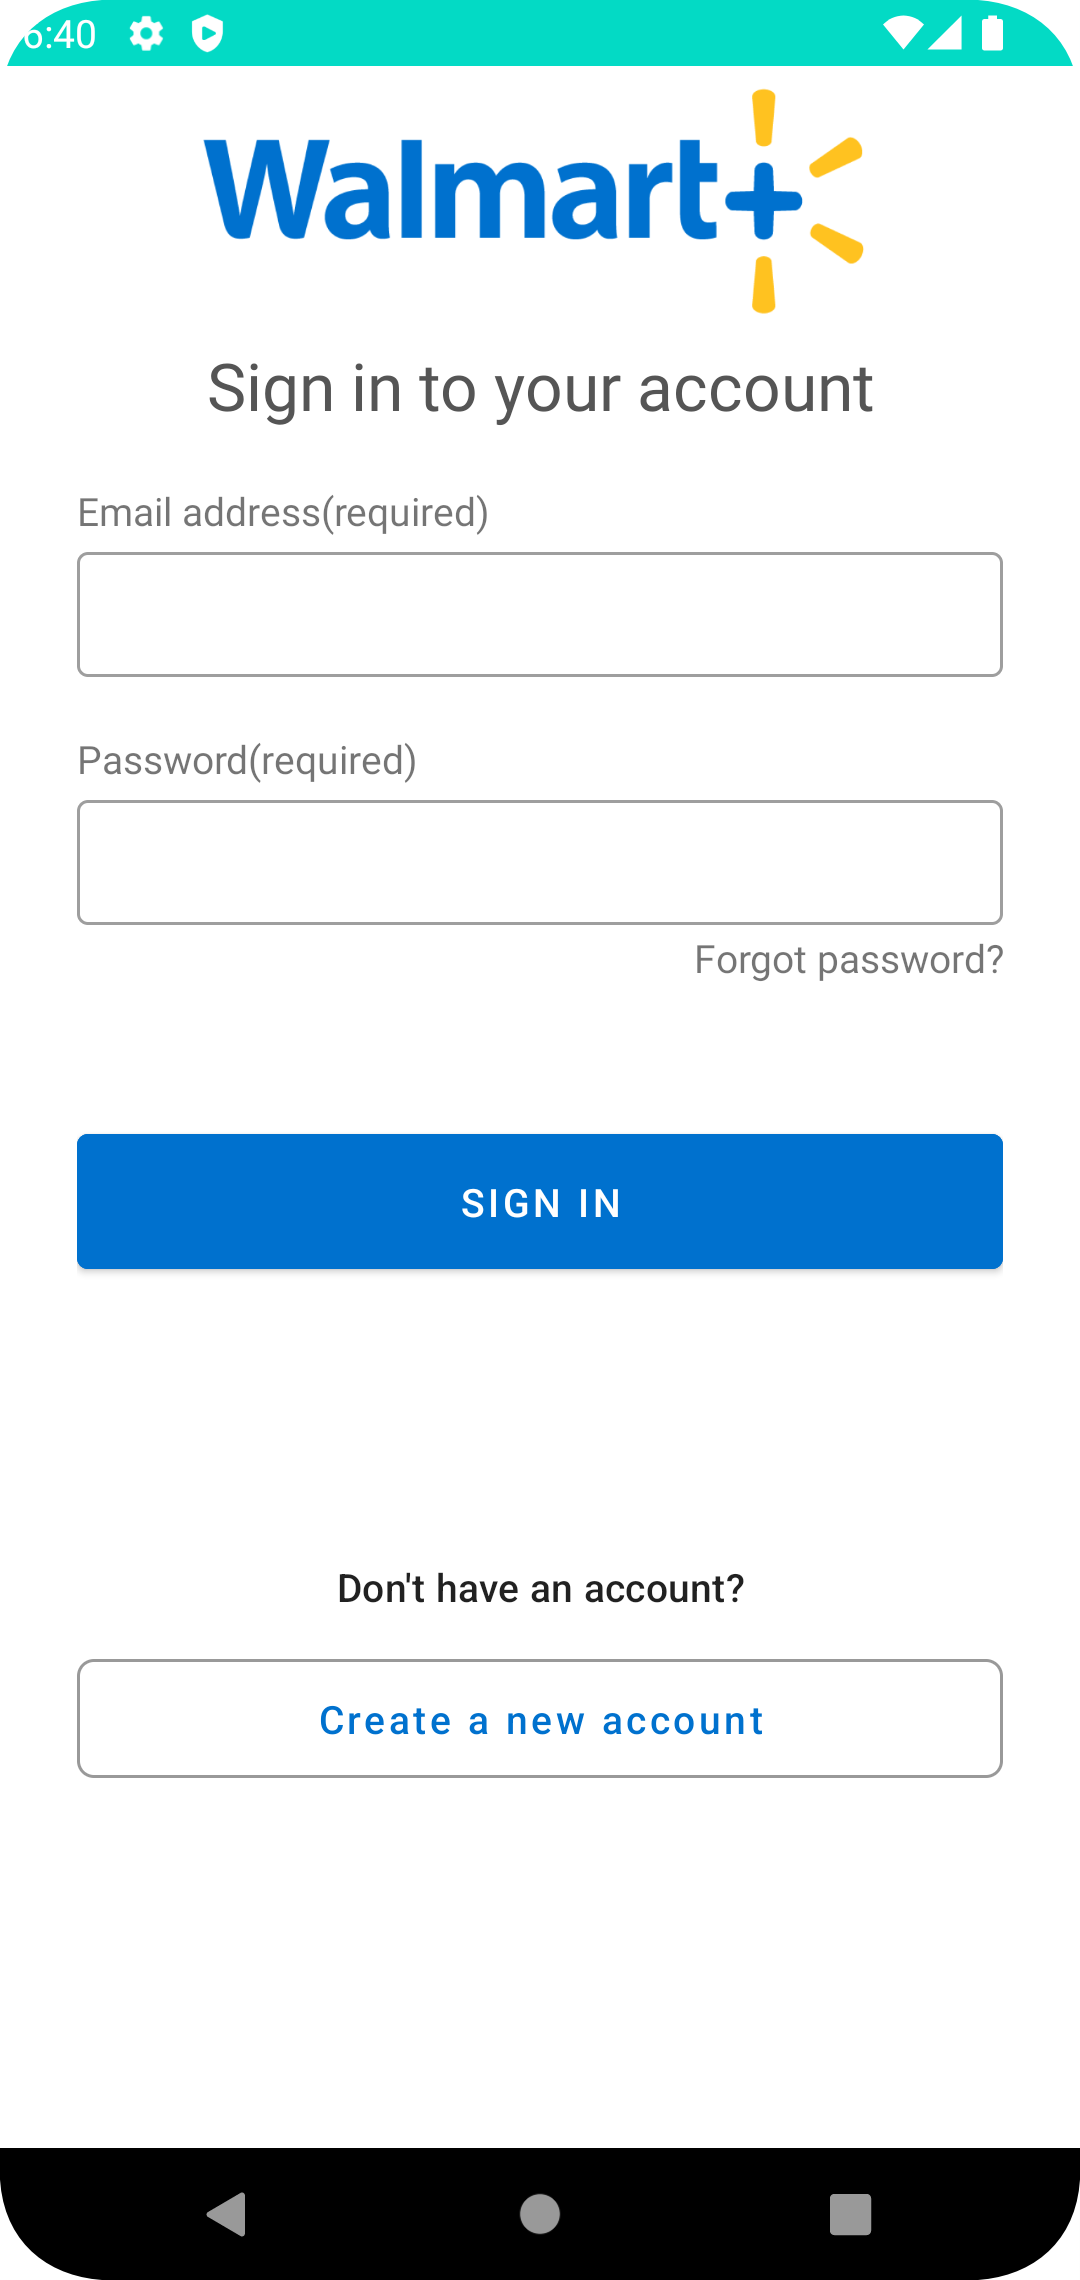 6:40
Walmart+
Sign in to your account
Email address(required)
Password(required)
Forgot password?
SIGN IN
Don't have an account?
Create a new account